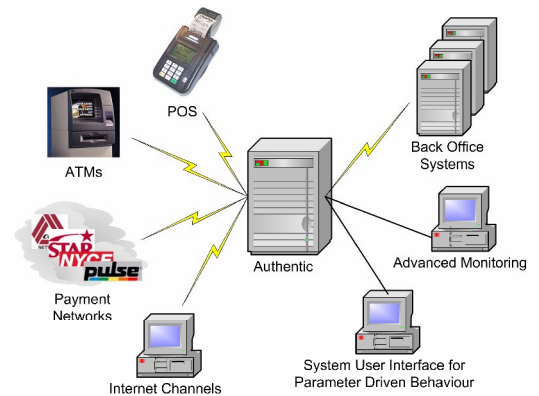 POS
ATMs
Back Office
Systems
NET
STAR
NYCE
pulse
Authentic
Advanced Monitoring
Payment
Networks
System User Interface for
Parameter Driven Behaviour
Internet Channels